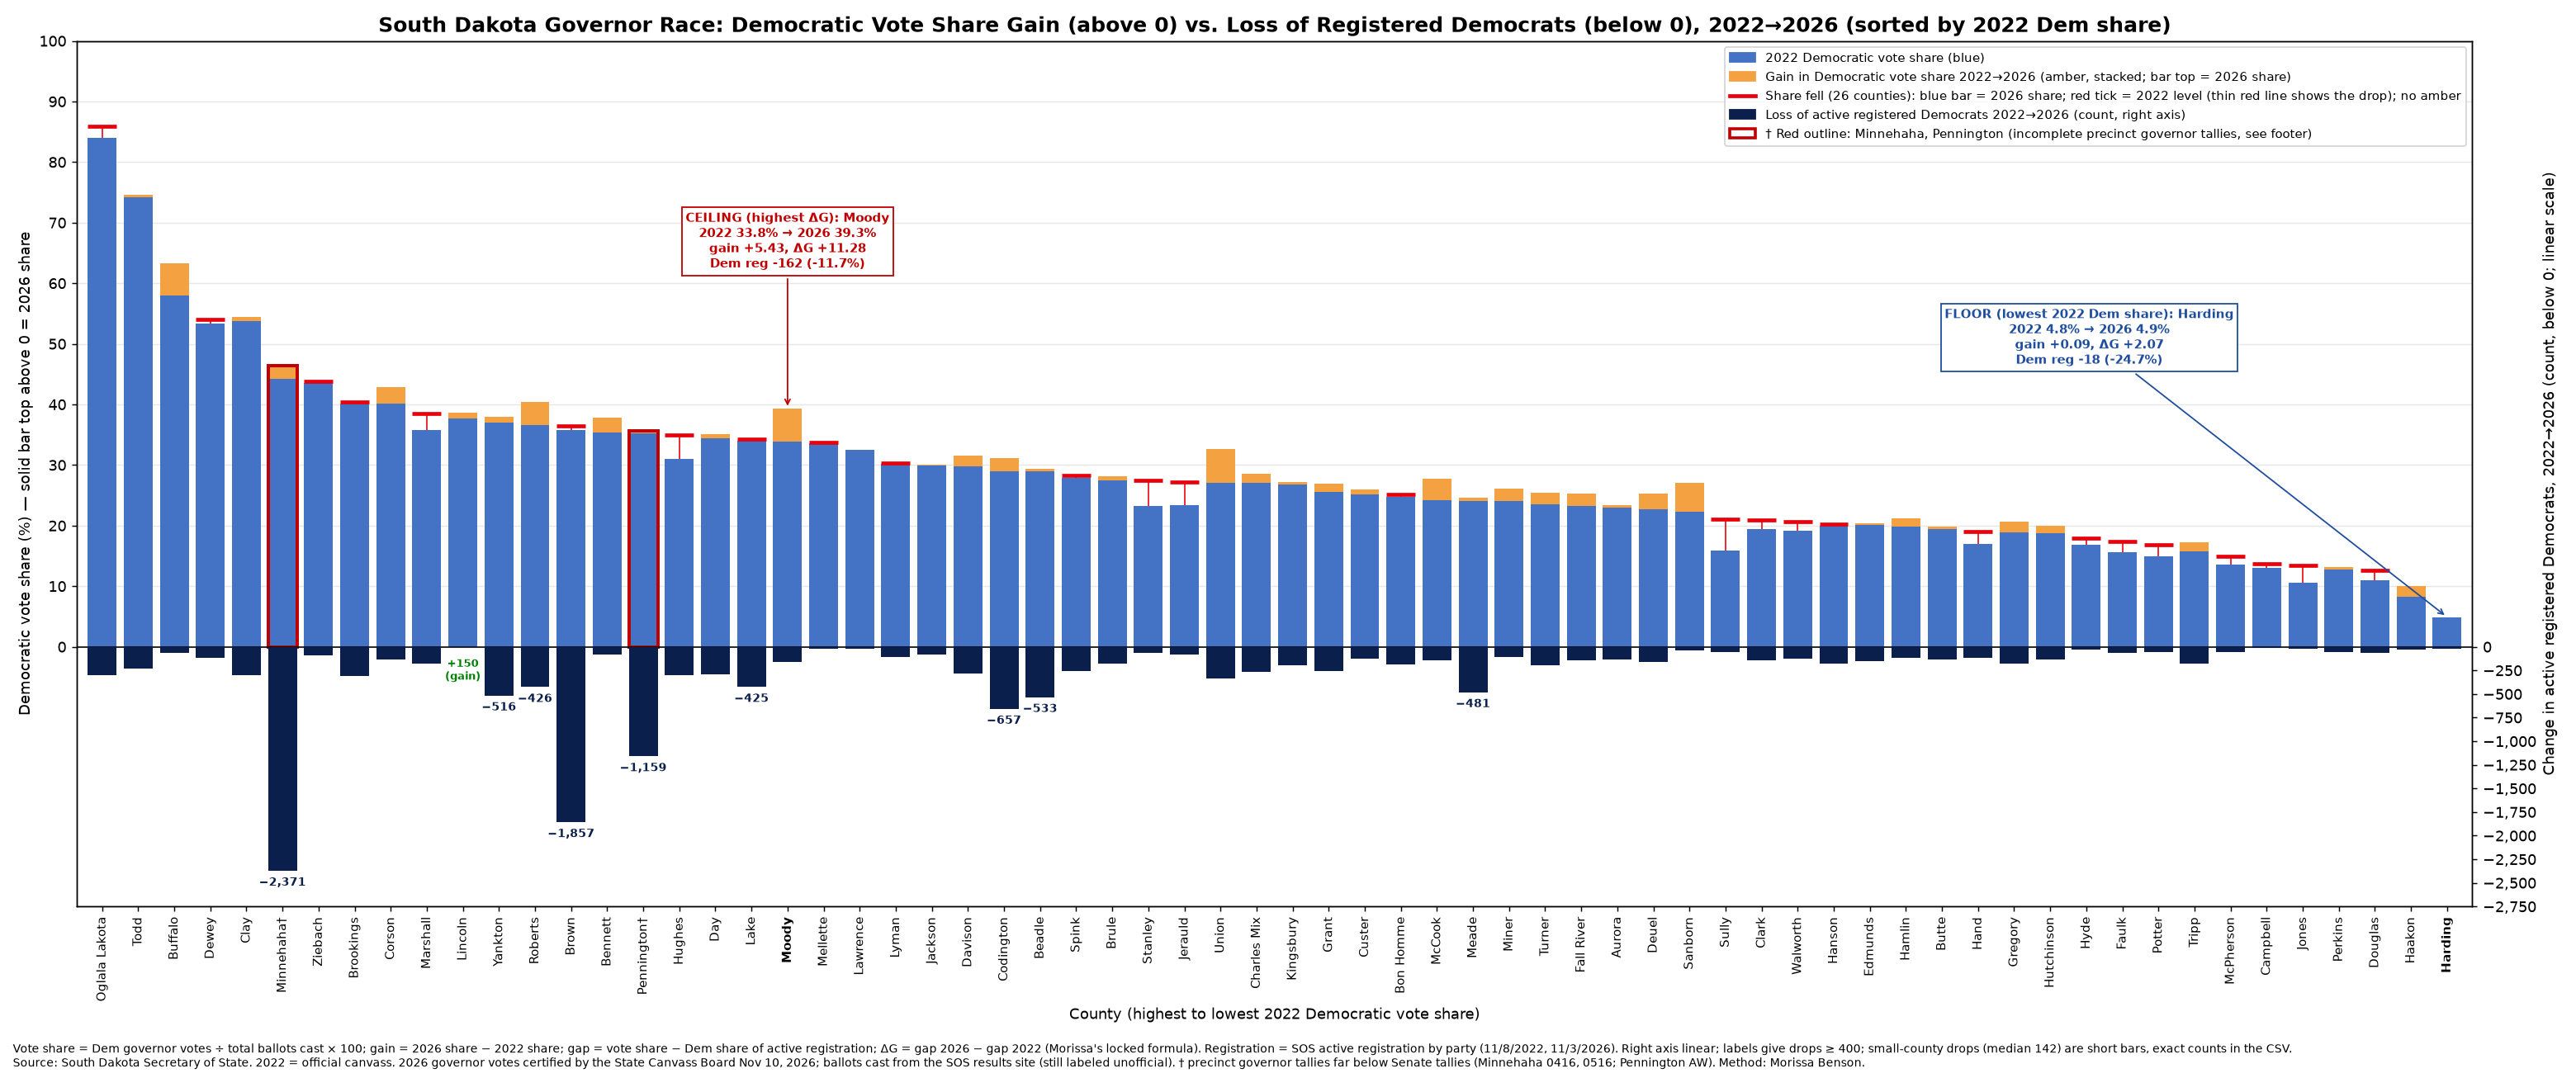 South Dakota Governor Race: Democratic Vote Share Gain (above 0) vs. Loss of Registered Democrats (below 0), 2022→2026 (sorted by 2022 Dem share)
2022 Democratic vote share (blue)
Gain in Democratic vote share 2022→2026 (amber, stacked; bar top = 2026 share)
Share fell (26 counties): blue bar = 2026 share; red tick = 2022 level (thin red line shows the drop); no amber
Loss of active registered Democrats 2022→2026 (count, right axis)
† Red outline: Minnehaha, Pennington (incomplete precinct governor tallies, see footer)
Democratic vote share (%) — solid bar top above 0 = 2026 share
100
90
80
70
60
50
40
30
20
10
0
CEILING (highest ΔG): Moody
2022 33.8% → 2026 39.3%
gain +5.43, ΔG +11.28
Dem reg -162 (-11.7%)
FLOOR (lowest 2022 Dem share): Harding
2022 4.8% → 2026 4.9%
gain +0.09, ΔG +2.07
Dem reg -18 (-24.7%)
+150
(gain)
−2,371
−516
−426
−1,857
−1,159
−425
−657
−533
−481
0
−250
−500
−750
−1,000
−1,250
−1,500
−1,750
−2,000
−2,250
−2,500
−2,750
Change in active registered Democrats, 2022→2026 (count, below 0; linear scale)
Oglala Lakota
Todd
Buffalo
Dewey
Clay
Minnehaha†
Ziebach
Brookings
Corson
Marshall
Lincoln
Yankton
Roberts
Brown
Bennett
Pennington†
Hughes
Day
Lake
Moody
Mellette
Lawrence
Lyman
Jackson
Davison
Codington
Beadle
Spink
Brule
Stanley
Jerauld
Union
Charles Mix
Kingsbury
Grant
Custer
Bon Homme
McCook
Meade
Miner
Turner
Fall River
Aurora
Deuel
Sanborn
Sully
Clark
Walworth
Hanson
Edmunds
Hamlin
Butte
Hand
Gregory
Hutchinson
Hyde
Faulk
Potter
Tripp
McPherson
Campbell
Jones
Perkins
Douglas
Haakon
Harding
County (highest to lowest 2022 Democratic vote share)
Vote share = Dem governor votes ÷ total ballots cast × 100; gain = 2026 share − 2022 share; gap = vote share − Dem share of active registration; ΔG = gap 2026 − gap 2022 (Morissa's locked formula). Registration = SOS active registration by party (11/8/2022, 11/3/2026). Right axis linear; labels give drops ≥ 400; small-county drops (median 142) are short bars, exact counts in the CSV.
Source: South Dakota Secretary of State. 2022 = official canvass. 2026 governor votes certified by the State Canvass Board Nov 10, 2026; ballots cast from the SOS results site (still labeled unofficial). † precinct governor tallies far below Senate tallies (Minnehaha 0416, 0516; Pennington AW). Method: Morissa Benson.